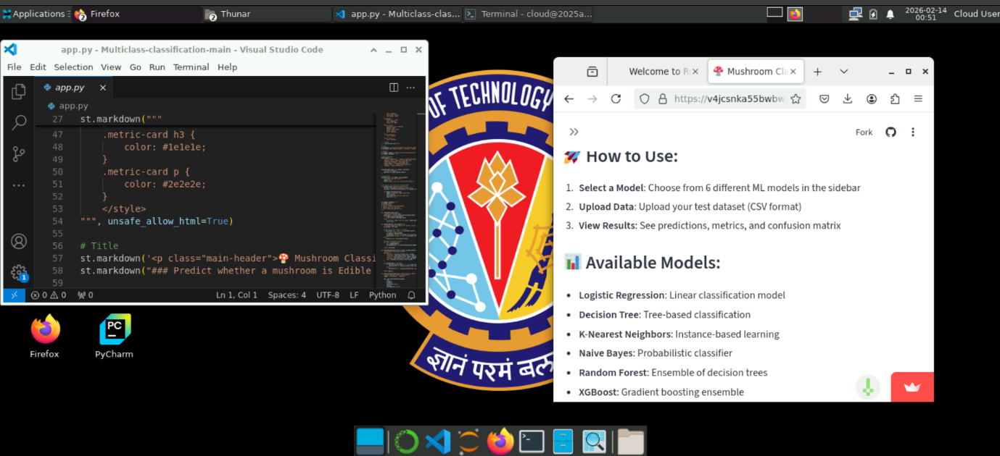 Applications
Firefox
Thunar
app.py - Multiclass-clas...
Terminal - cloud@2025a...
2026-02-14
00:51
Cloud User
app.py - Multiclass-classification-main - Visual Studio Code
File Edit Selection View Go Run Terminal Help
app.py
app.py
27 st.markdown("""
47 .metric-card h3 {
48 color: #1e1e1e;
49 }
50 .metric-card p {
51 color: #2e2e2e;
52 }
53 </style>
54 """, unsafe_allow_html=True)
55
56 # Title
57 st.markdown('<p class="main-header">🍄 Mushroom Classi
58 st.markdown("### Predict whether a mushroom is Edible
59
1
0 0 0 Ln 1, Col 1 Spaces: 4 UTF-8 LF Python
Firefox
PyCharm
PC
OF TECHNOLOGY
ज्ञानं परमं बल
Welcome to R
Mushroom Cla
https://v4jcsnka55bwbw
Fork
🚀 How to Use:
1. Select a Model: Choose from 6 different ML models in the sidebar
2. Upload Data: Upload your test dataset (CSV format)
3. View Results: See predictions, metrics, and confusion matrix
📊 Available Models:
• Logistic Regression: Linear classification model
• Decision Tree: Tree-based classification
• K-Nearest Neighbors: Instance-based learning
• Naive Bayes: Probabilistic classifier
• Random Forest: Ensemble of decision trees
• XGBoost: Gradient boosting ensemble